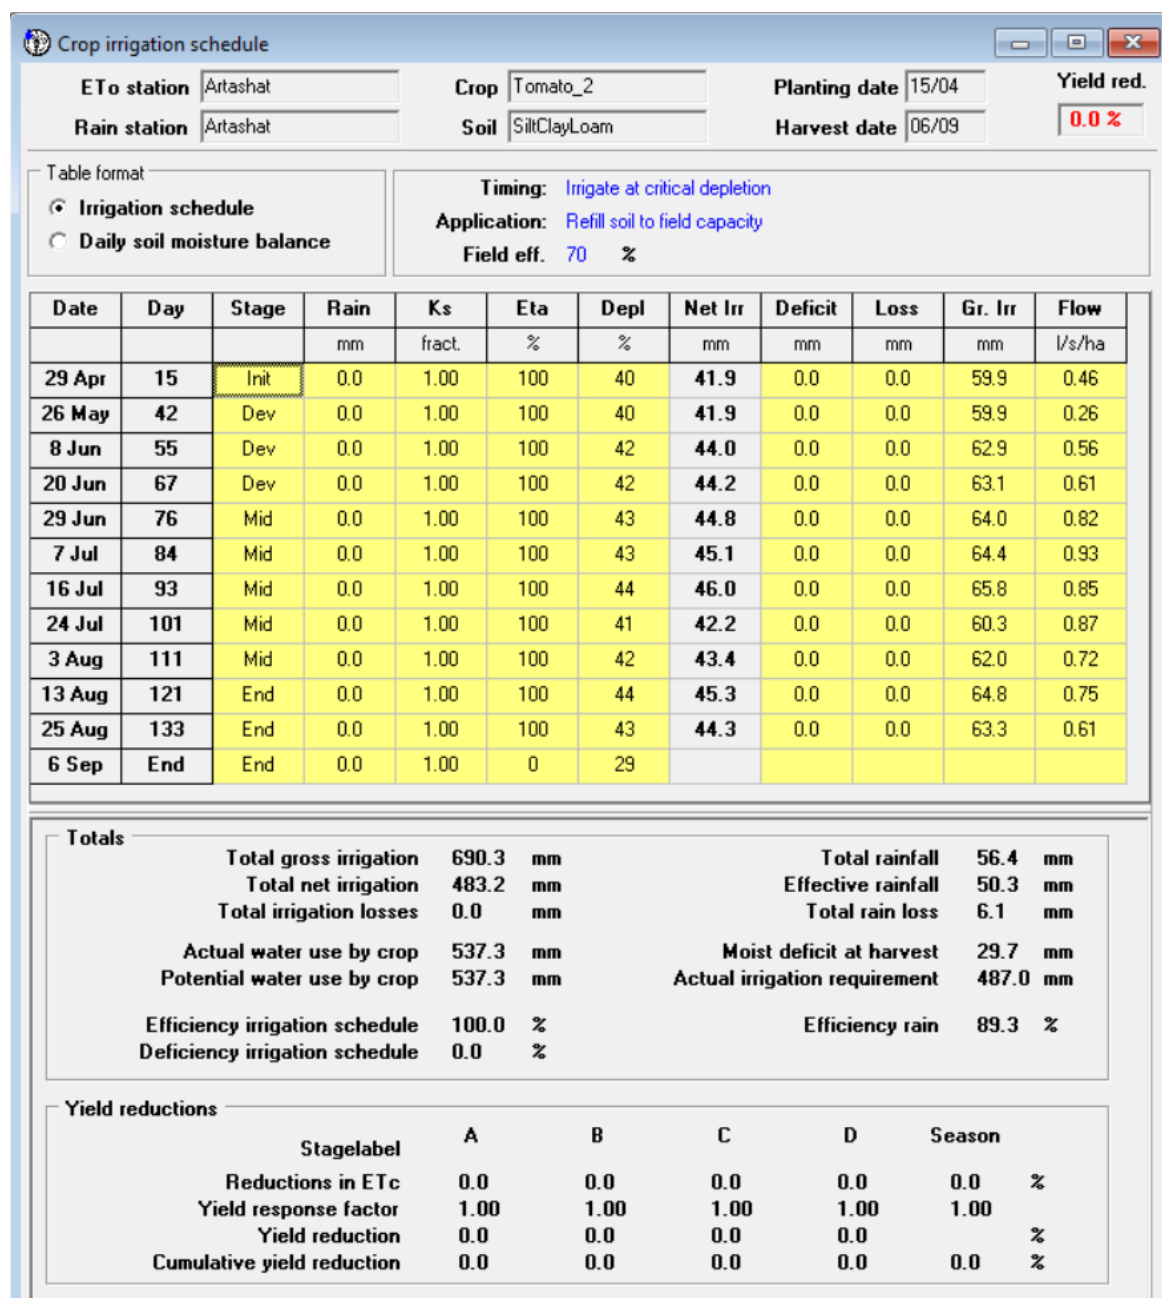 Crop irrigation schedule
ETo station Artashat Crop Tomato_2 Planting date 15/04 Yield red.
Rain station Artashat Soil SiltClayLoam Harvest date 06/09 0.0 %
Table format
Irrigation schedule
Daily soil moisture balance
Timing: Irrigate at critical depletion
Application: Refill soil to field capacity
Field eff. 70 %
Date Day Stage Rain Ks Eta Depl Net Irr Deficit Loss Gr. Irr Flow
mm fract. % % mm mm mm mm l/s/ha
29 Apr 15 Init 0.0 1.00 100 40 41.9 0.0 0.0 59.9 0.46
26 May 42 Dev 0.0 1.00 100 40 41.9 0.0 0.0 59.9 0.26
8 Jun 55 Dev 0.0 1.00 100 42 44.0 0.0 0.0 62.9 0.56
20 Jun 67 Dev 0.0 1.00 100 42 44.2 0.0 0.0 63.1 0.61
29 Jun 76 Mid 0.0 1.00 100 43 44.8 0.0 0.0 64.0 0.82
7 Jul 84 Mid 0.0 1.00 100 43 45.1 0.0 0.0 64.4 0.93
16 Jul 93 Mid 0.0 1.00 100 44 46.0 0.0 0.0 65.8 0.85
24 Jul 101 Mid 0.0 1.00 100 41 42.2 0.0 0.0 60.3 0.87
3 Aug 111 Mid 0.0 1.00 100 42 43.4 0.0 0.0 62.0 0.72
13 Aug 121 End 0.0 1.00 100 44 45.3 0.0 0.0 64.8 0.75
25 Aug 133 End 0.0 1.00 100 43 44.3 0.0 0.0 63.3 0.61
6 Sep End End 0.0 1.00 0 29
Totals
Total gross irrigation 690.3 mm Total rainfall 56.4 mm
Total net irrigation 483.2 mm Effective rainfall 50.3 mm
Total irrigation losses 0.0 mm Total rain loss 6.1 mm
Actual water use by crop 537.3 mm Moist deficit at harvest 29.7 mm
Potential water use by crop 537.3 mm Actual irrigation requirement 487.0 mm
Efficiency irrigation schedule 100.0 % Efficiency rain 89.3 %
Deficiency irrigation schedule 0.0 %
Yield reductions
Stagelabel A B C D Season
Reductions in ETc 0.0 0.0 0.0 0.0 0.0 %
Yield response factor 1.00 1.00 1.00 1.00 1.00
Yield reduction 0.0 0.0 0.0 0.0 %
Cumulative yield reduction 0.0 0.0 0.0 0.0 0.0 %